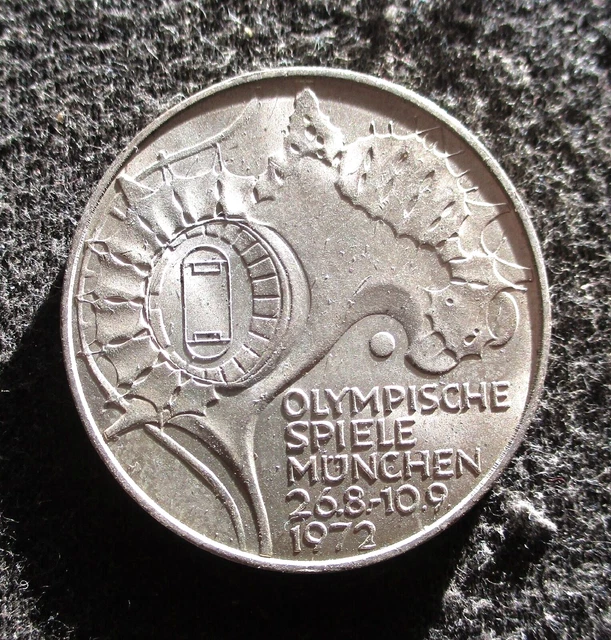 OLYMPISCHE
SPIELE
MÜNCHEN
26.8.-10.9.
1972